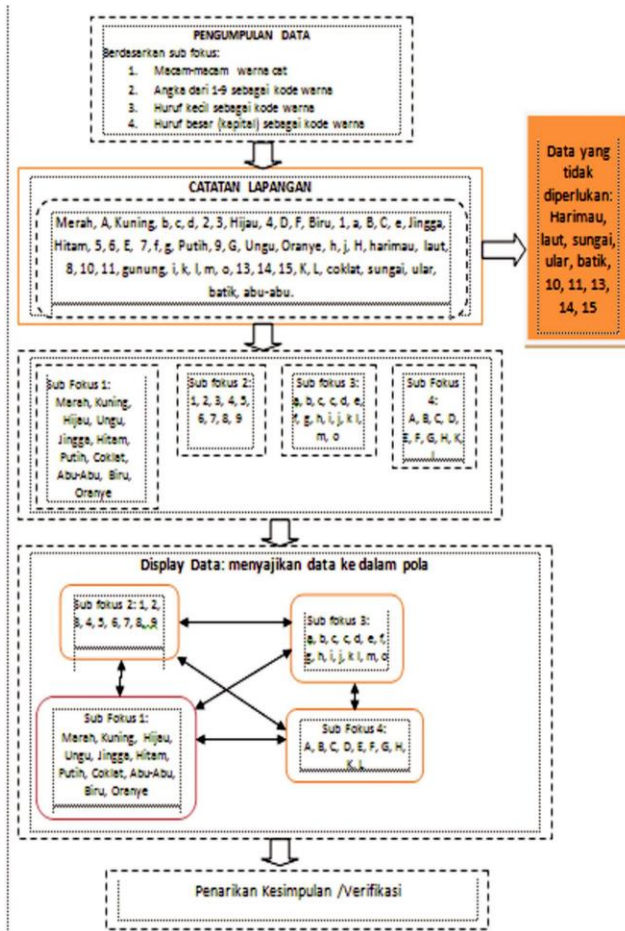 PENGUMPULAN DATA
Berdasarkan sub fokus:
1. Macam-macam warna cat
2. Angka dari 1-9 sebagai kode warna
3. Huruf kecil sebagai kode warna
4. Huruf besar (kapital) sebagai kode warna
CATATAN LAPANGAN
Merah, A, Kuning, b, c, d, 2, 3, Hijau, 4, D, F, Biru, 1, a, B, C, e, Jingga,
Hitam, 5, 6, E, 7, f, g, Putih, 9, G, Ungu, Oranye, h, j, H, harimau, laut,
8, 10, 11, gunung, i, k, l, m, o, 13, 14, 15, K, L, coklat, sungai, ular,
batik, abu-abu.
Data yang
tidak
diperlukan:
Harimau,
laut, sungai,
ular, batik,
10, 11, 13,
14, 15
Sub Fokus 1:
Merah, Kuning,
Hijau, Ungu,
Jingga, Hitam,
Putih, Coklat,
Abu-Abu, Biru,
Oranye
Sub fokus 2:
1, 2, 3, 4, 5,
6, 7, 8, 9
Sub fokus 3:
a, b, c, c, d, e,
f, g, h, i, j, k l,
m, o
Sub Fokus
4:
A, B, C, D,
E, F, G, H, K,
Display Data: menyajikan data ke dalam pola
Sub fokus 2: 1, 2,
3, 4, 5, 6, 7, 8,,9
Sub fokus 3:
a, b, c, c, d, e, f,
g, h, i, j, k l, m, o
Sub Fokus 1:
Merah, Kuning, Hijau,
Ungu, Jingga, Hitam,
Putih, Coklat, Abu-Abu,
Biru, Oranye
Sub Fokus 4:
A, B, C, D, E, F, G, H,
K, L
Penarikan Kesimpulan /Verifikasi